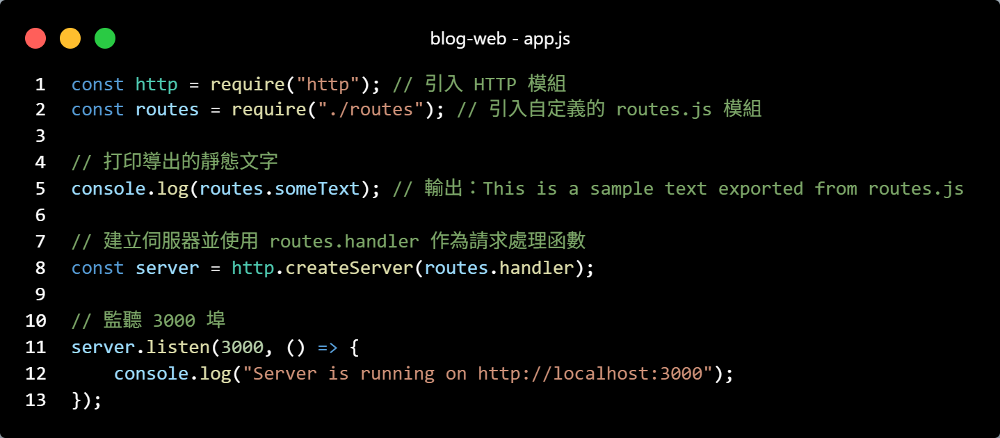 blog-web - app.js
1 const http = require("http"); // 引入 HTTP 模組
2 const routes = require("./routes"); // 引入自定義的 routes.js 模組
3
4 // 打印導出的靜態文字
5 console.log(routes.someText); // 輸出：This is a sample text exported from routes.js
6
7 // 建立伺服器並使用 routes.handler 作為請求處理函數
8 const server = http.createServer(routes.handler);
9
10 // 監聽 3000 埠
11 server.listen(3000, () => {
12     console.log("Server is running on http://localhost:3000");
13 });